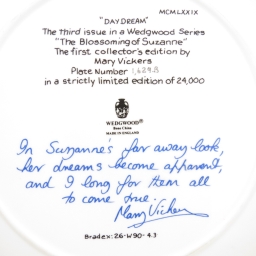 MCMLXXIX
"DAYDREAM"
The third issue in a Wedgwood Series
"The Blossoming of Suzanne"
The first collector's edition by
Mary Vickers
Plate Number
in a strictly limited edition of 24,000
WEDGWOOD
Bone China
MADE IN ENGLAND
In Suzanne's far away look,
her dreams become apparent,
and I long for them all
to come true.
Mary Vickers
Bradex: 26-W90-4.3